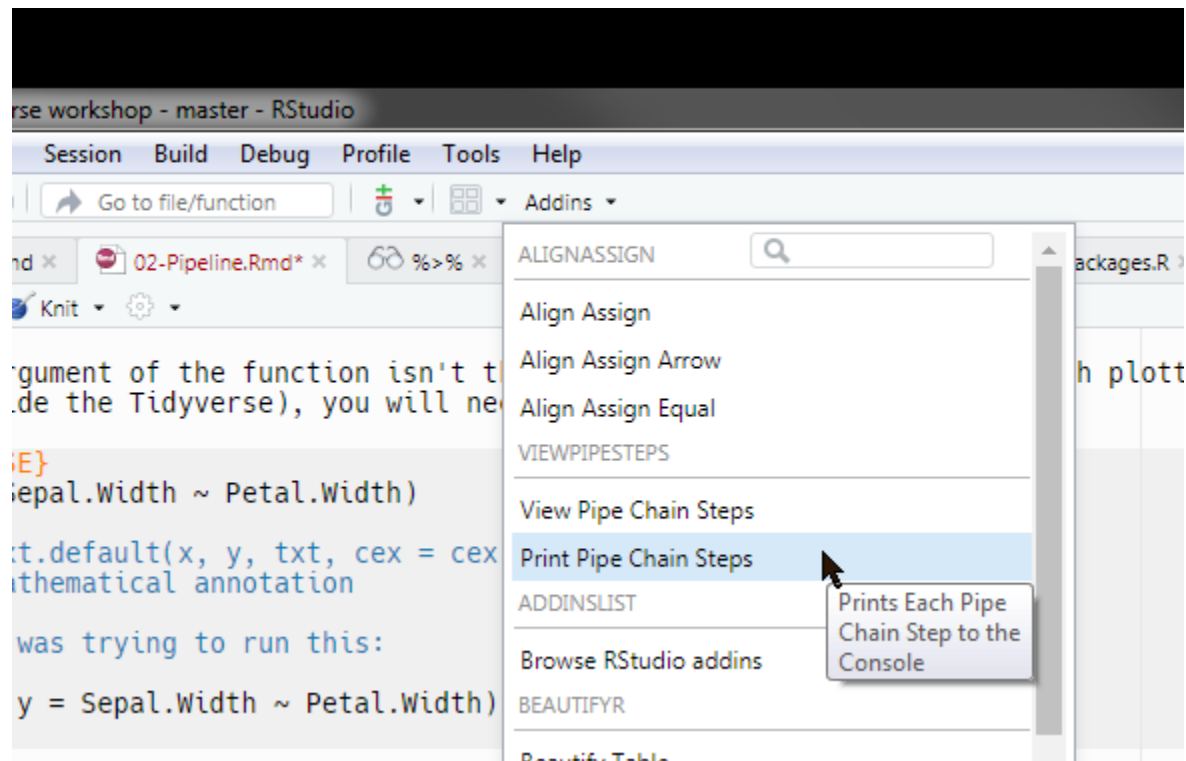 rse workshop - master - RStudio
Session Build Debug Profile Tools Help
Go to file/function Addins
nd 02-Pipeline.Rmd* %>% ackages.R
Knit
ALIGNASSIGN
Align Assign
Align Assign Arrow
Align Assign Equal
VIEWPIPESTEPS
View Pipe Chain Steps
Print Pipe Chain Steps
Prints Each Pipe
Chain Step to the
Console
ADDINSLIST
Browse RStudio addins
BEAUTIFYR
Beautify Table
rgument of the function isn't t
h plott
ide the Tidyverse), you will ne
SE}
Sepal.Width ~ Petal.Width)
xt.default(x, y, txt, cex = cex
athematical annotation
was trying to run this:
y = Sepal.Width ~ Petal.Width)